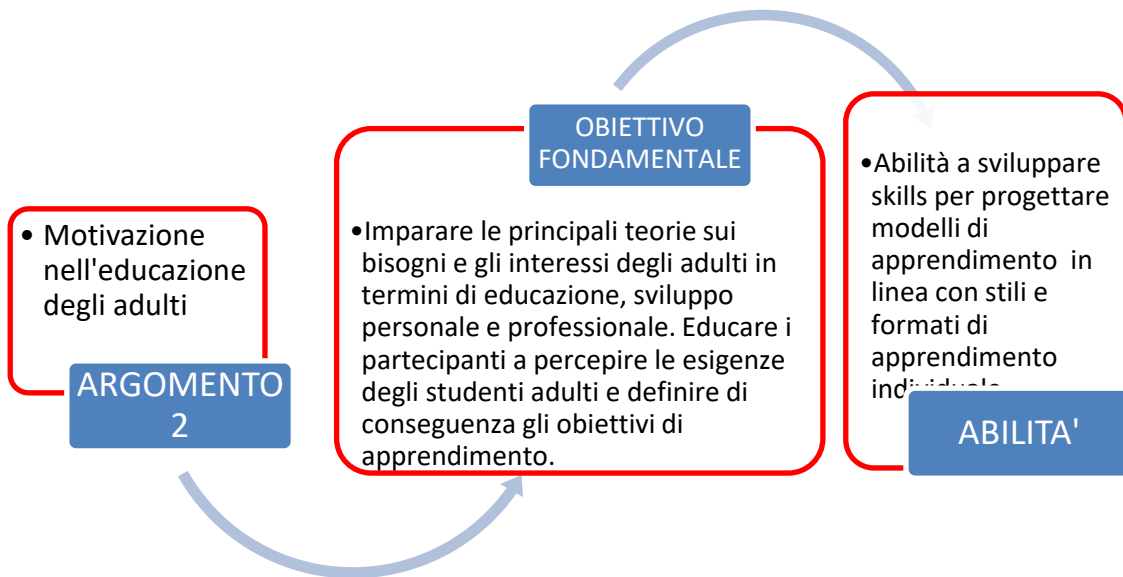 • Motivazione
nell'educazione
degli adulti
ARGOMENTO
2
OBIETTIVO
FONDAMENTALE
•Imparare le principali teorie sui
bisogni e gli interessi degli adulti in
termini di educazione, sviluppo
personale e professionale. Educare i
partecipanti a percepire le esigenze
degli studenti adulti e definire di
conseguenza gli obiettivi di
apprendimento.
•Abilità a sviluppare
skills per progettare
modelli di
apprendimento in
linea con stili e
formati di
apprendimento
individuale
ABILITA'